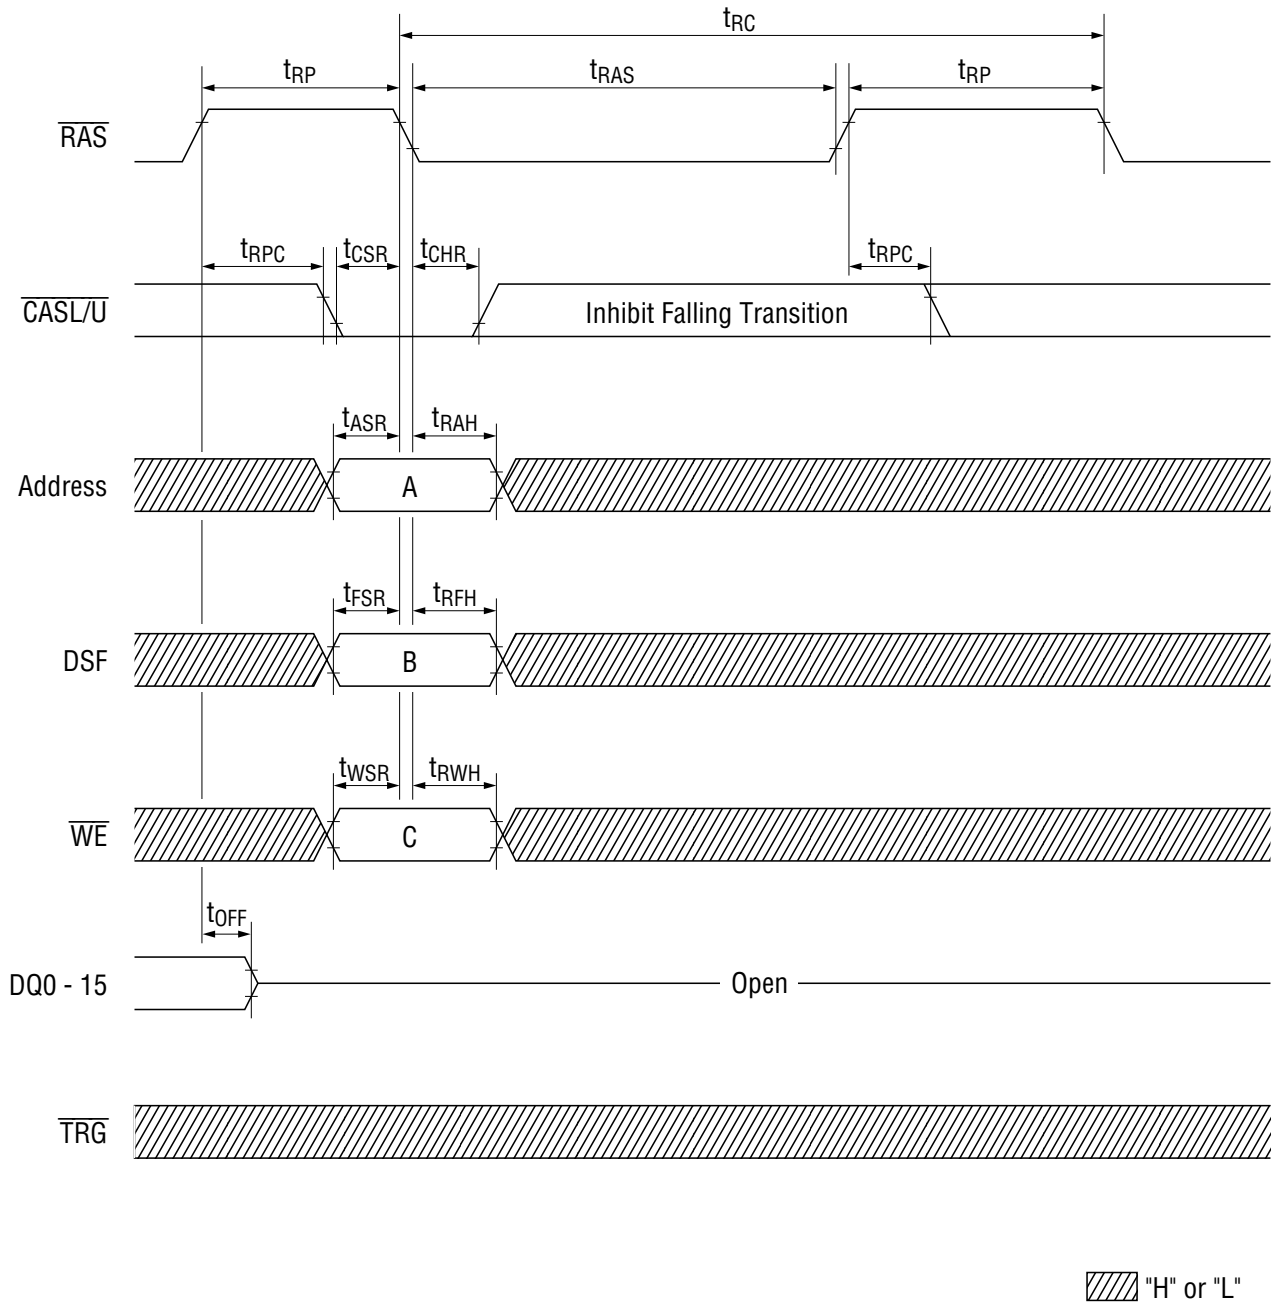 tRC
tRP tRAS tRP
RAS
tRPC tCSR tCHR tRPC
CASL/U Inhibit Falling Transition
tASR tRAH
Address A
tFSR tRFH
DSF B
tWSR tRWH
WE C
tOFF
DQ0 - 15 Open
TRG
"H" or "L"